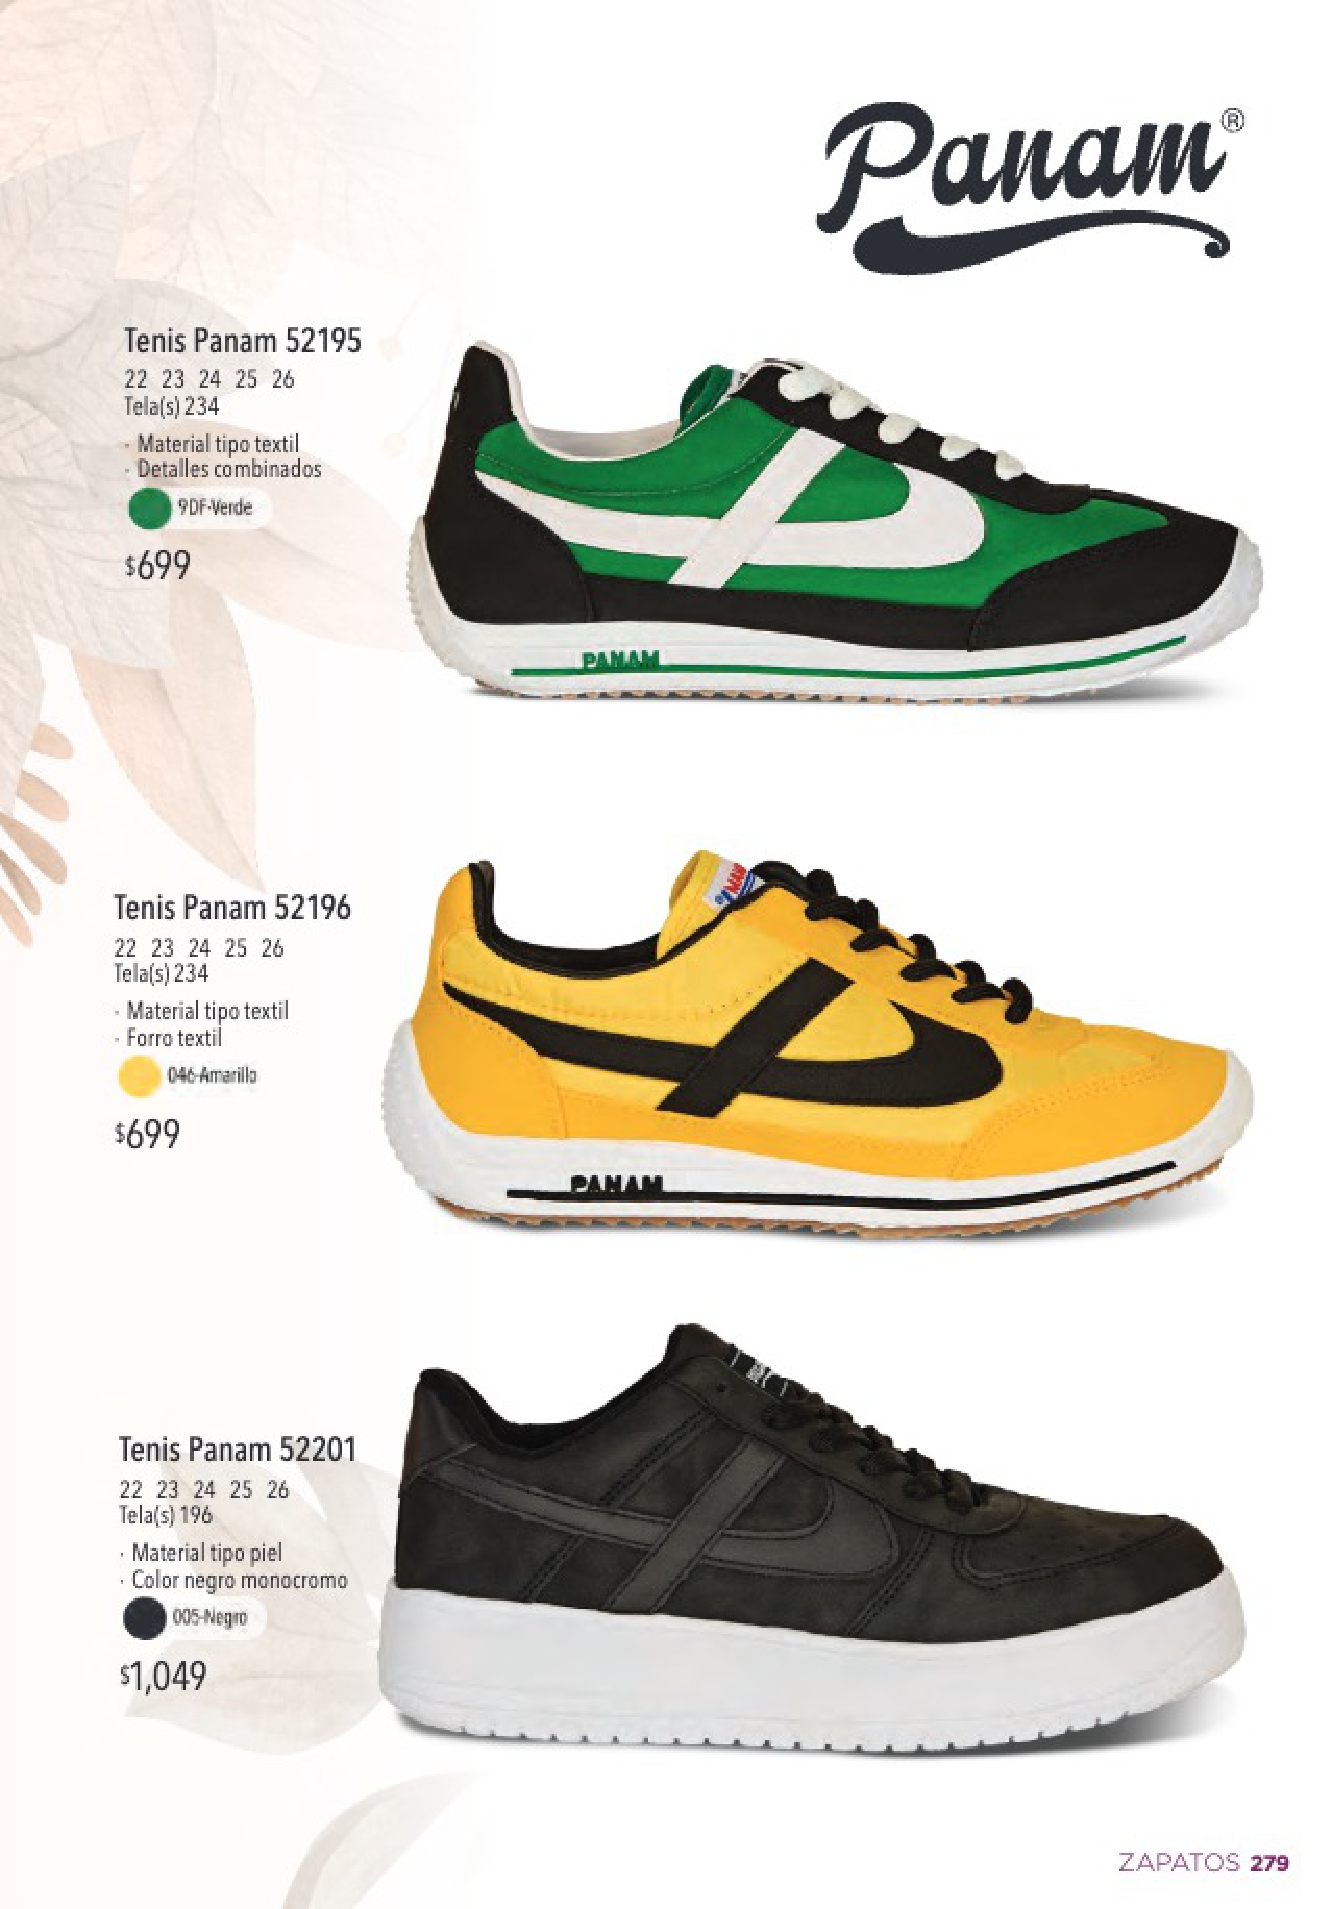 Panam®
Tenis Panam 52195
22 23 24 25 26
Tela(s) 234
· Material tipo textil
· Detalles combinados
9DF-Verde
$699
PANAM
Tenis Panam 52196
22 23 24 25 26
Tela(s) 234
· Material tipo textil
· Forro textil
046-Amarillo
$699
PANAM
Tenis Panam 52201
22 23 24 25 26
Tela(s) 196
· Material tipo piel
· Color negro monocromo
005-Negro
$1,049
ZAPATOS 279